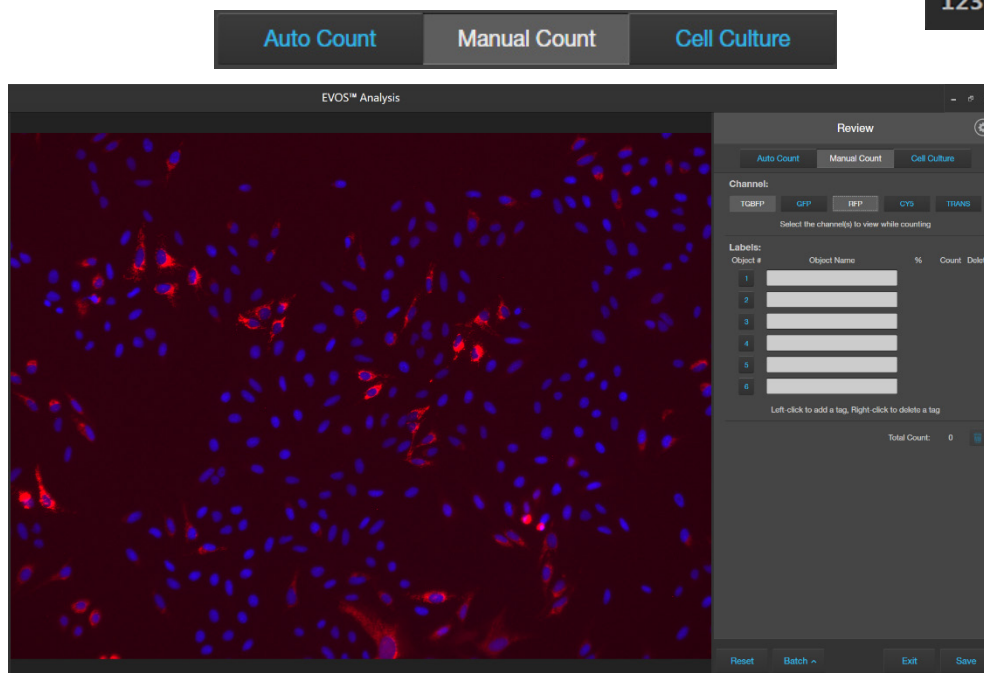 123
Auto Count Manual Count Cell Culture
EVOS™ Analysis
Review
Auto Count Manual Count Cell Culture
Channel:
TGBFP GFP RFP CY5 TRANS
Select the channel(s) to view while counting
Labels:
Object # Object Name % Count Delet
1
2
3
4
5
6
Left-click to add a tag, Right-click to delete a tag
Total Count: 0
Reset Batch Exit Save